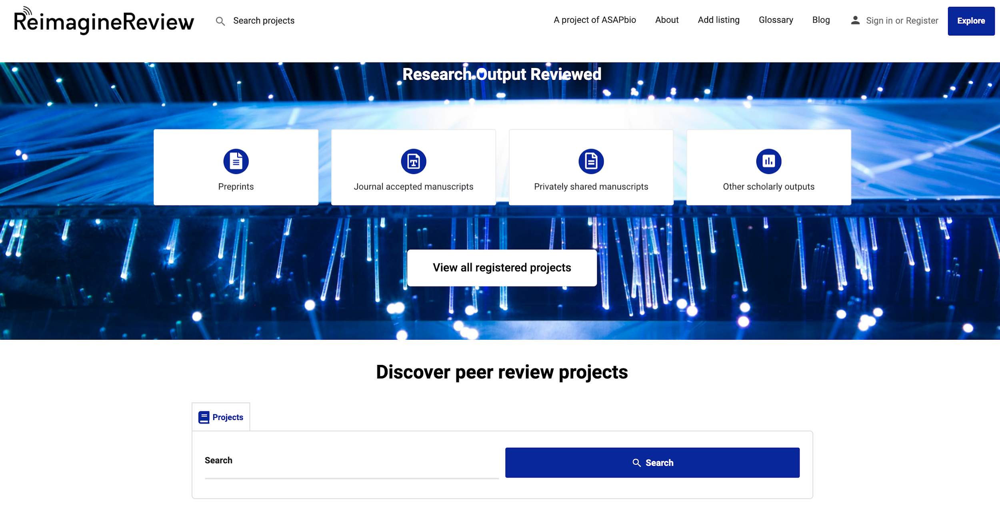 ReimagineReview
Search projects
A project of ASAPbio
About
Add listing
Glossary
Blog
Sign in or Register
Explore
Research Output Reviewed
Preprints
Journal accepted manuscripts
Privately shared manuscripts
Other scholarly outputs
View all registered projects
Discover peer review projects
Projects
Search
Search